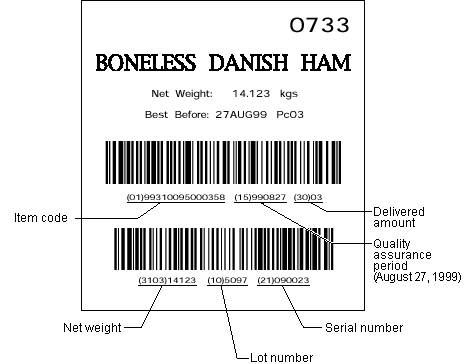 0733
BONELESS DANISH HAM
Net Weight: 14.123 kgs
Best Before: 27AUG99 Pc03
(01)99310095000358 (15)990827 (30)03
Item code
Delivered
amount
Quality
assurance
period
(August 27, 1999)
(3103)14123 (10)5097 (21)090023
Net weight
Serial number
Lot number